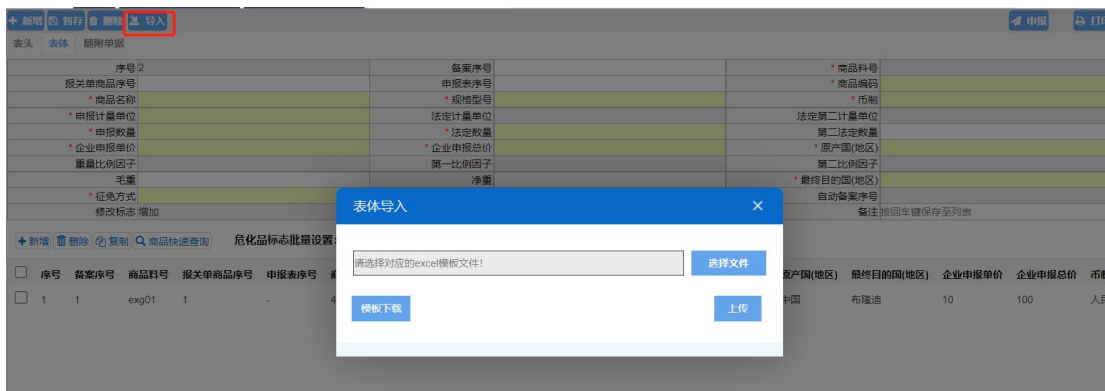 新增 暂存 删除 导入 申报
表头 表体 随附单据
序号 2 备案序号 *商品料号
报关单商品序号 申报表序号 *商品编码
*商品名称 *规格型号 *币制
*申报计量单位 法定计量单位 法定第二计量单位
*申报数量 *法定数量 第二法定数量
*企业申报单价 *企业申报总价 *原产国(地区)
重量比例因子 第一比例因子 第二比例因子
毛重 净重 *最终目的国(地区)
*征免方式 自动备案序号
修改标志 增加 备注 按回车键保存至列表
表体导入
新增 删除 复制 商品快速查询 危化品标志批量设置:
请选择对应的excel模板文件! 选择文件
序号 备案序号 商品料号 报关单商品序号 申报表序号 原产国(地区) 最终目的国(地区) 企业申报单价 企业申报总价
1 1 exg01 1 - 4 中国 布隆迪 10 100
模板下载 上传